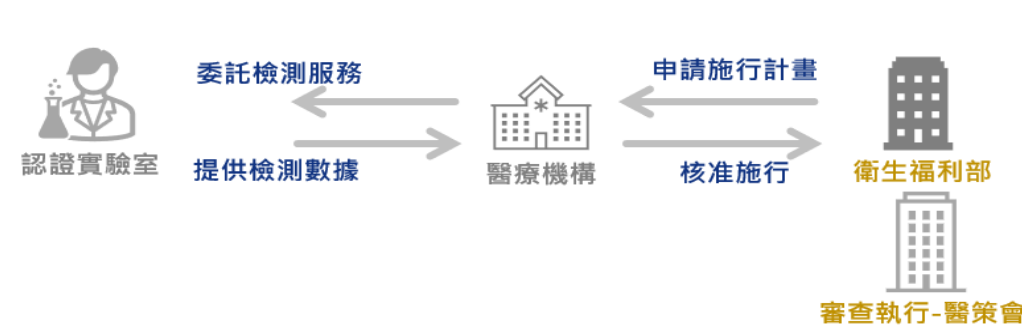 委託檢測服務
申請施行計畫
認證實驗室
提供檢測數據
醫療機構
核准施行
衛生福利部
審查執行-醫策會